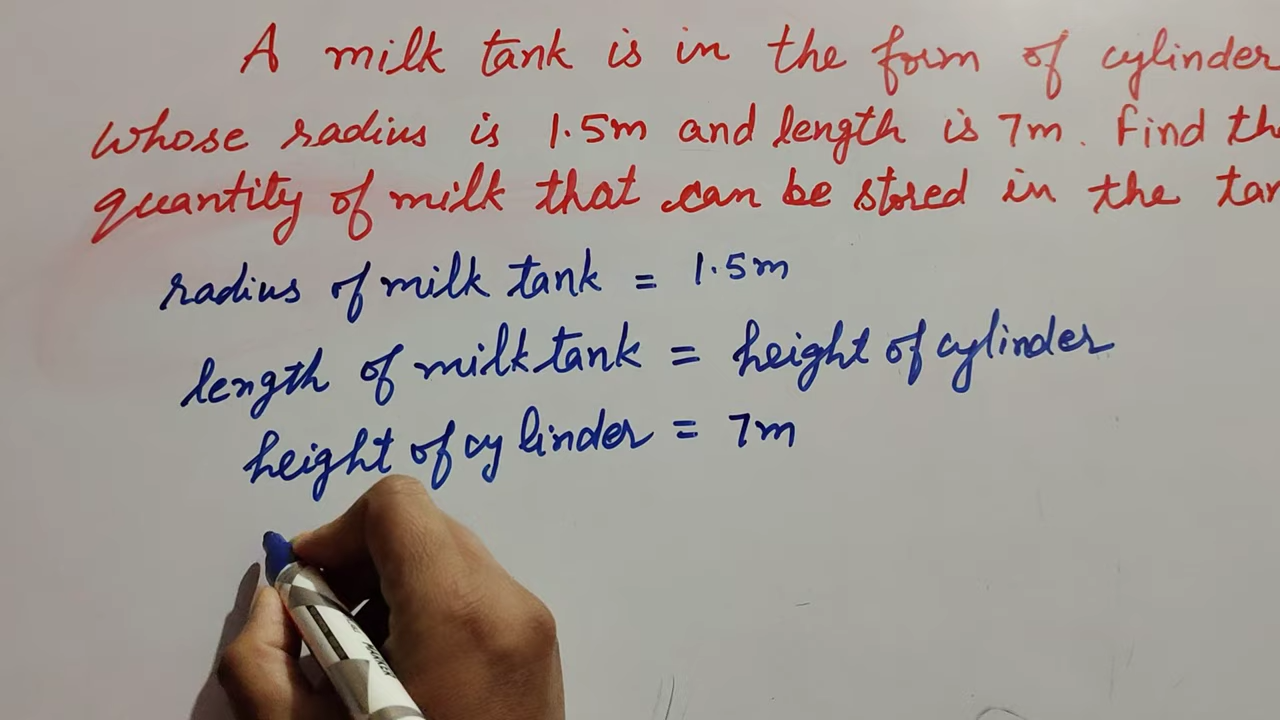 A milk tank is in the form of cylinder
whose radius is 1.5m and length is 7m. Find th
quantity of milk that can be stored in the tan
radius of milk tank = 1.5m
length of milk tank = height of cylinder
height of cylinder = 7m